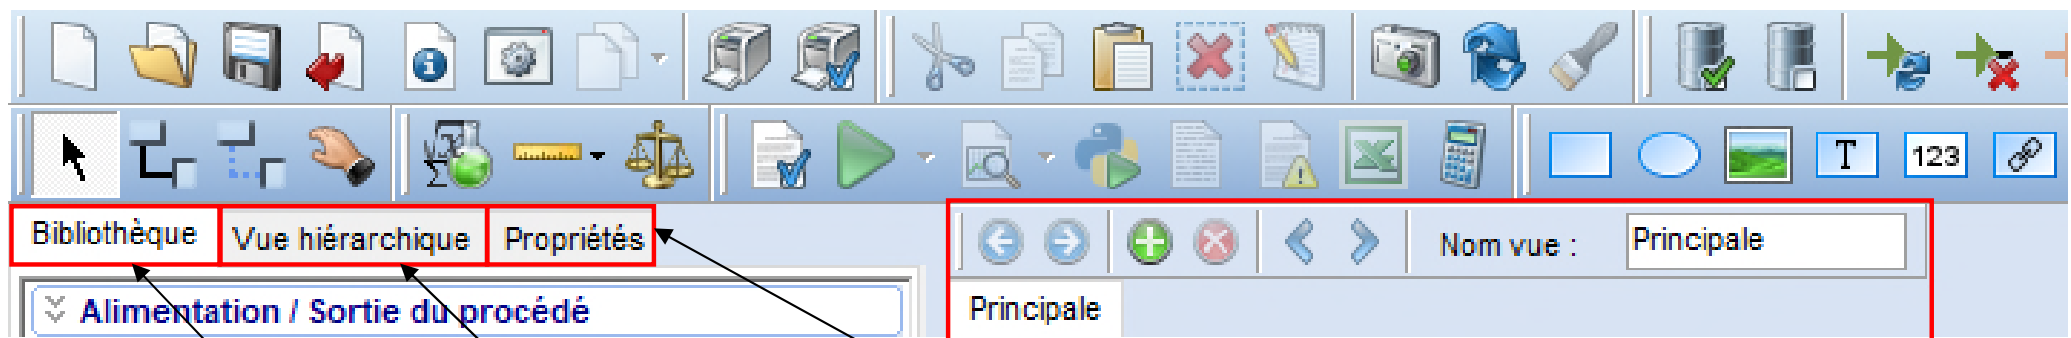 T 123
Bibliothèque Vue hiérarchique Propriétés
Nom vue : Principale
Alimentation / Sortie du procédé
Principale